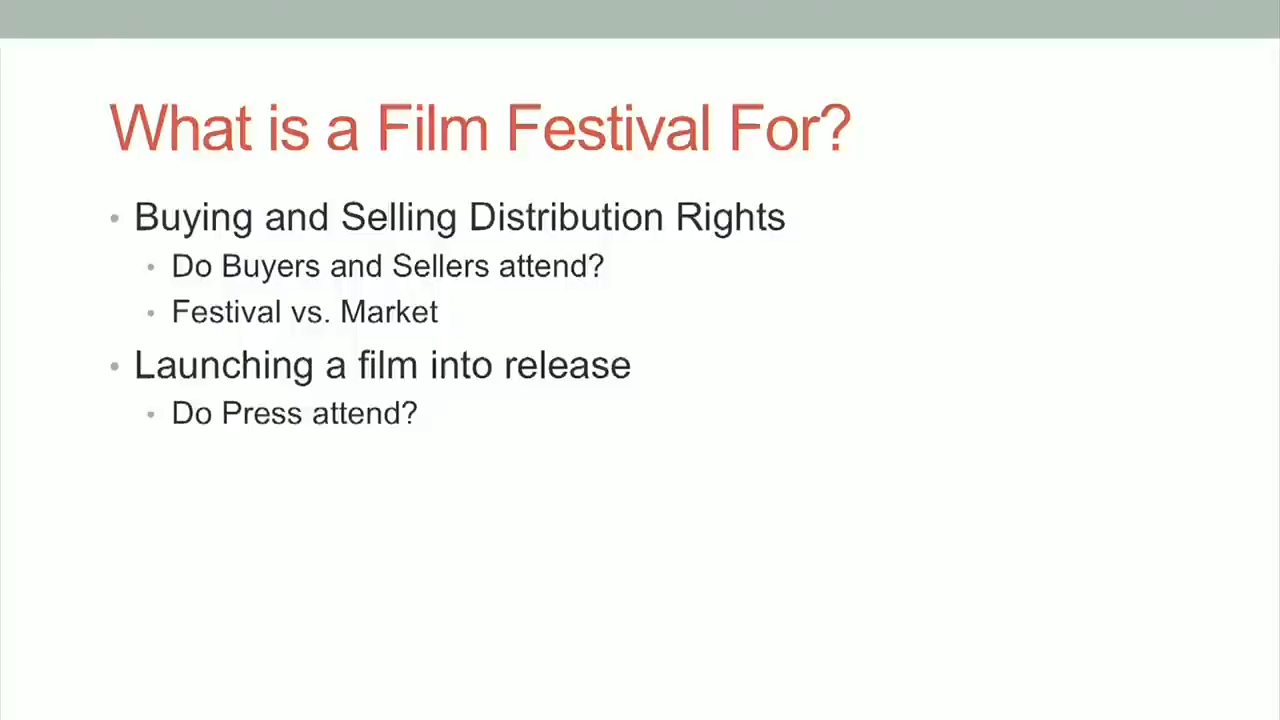 What is a Film Festival For?
• Buying and Selling Distribution Rights
• Do Buyers and Sellers attend?
• Festival vs. Market
• Launching a film into release
• Do Press attend?